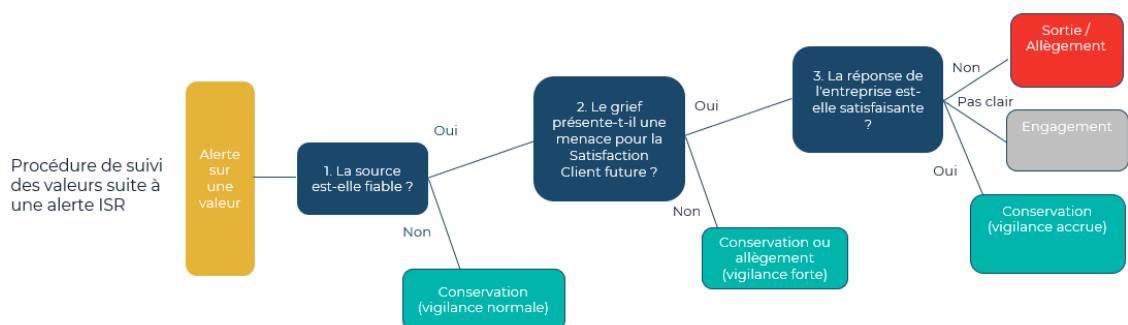 Procédure de suivi
des valeurs suite à
une alerte ISR
Alerte
sur
une
valeur
1. La source
est-elle fiable ?
Oui
Non
Conservation
(vigilance normale)
2. Le grief
présente-t-il une
menace pour la
Satisfaction
Client future ?
Oui
Non
Conservation ou
allègement
(vigilance forte)
3. La réponse de
l'entreprise est-
elle satisfaisante
?
Non
Pas clair
Oui
Sortie /
Allègement
Engagement
Conservation
(vigilance accrue)